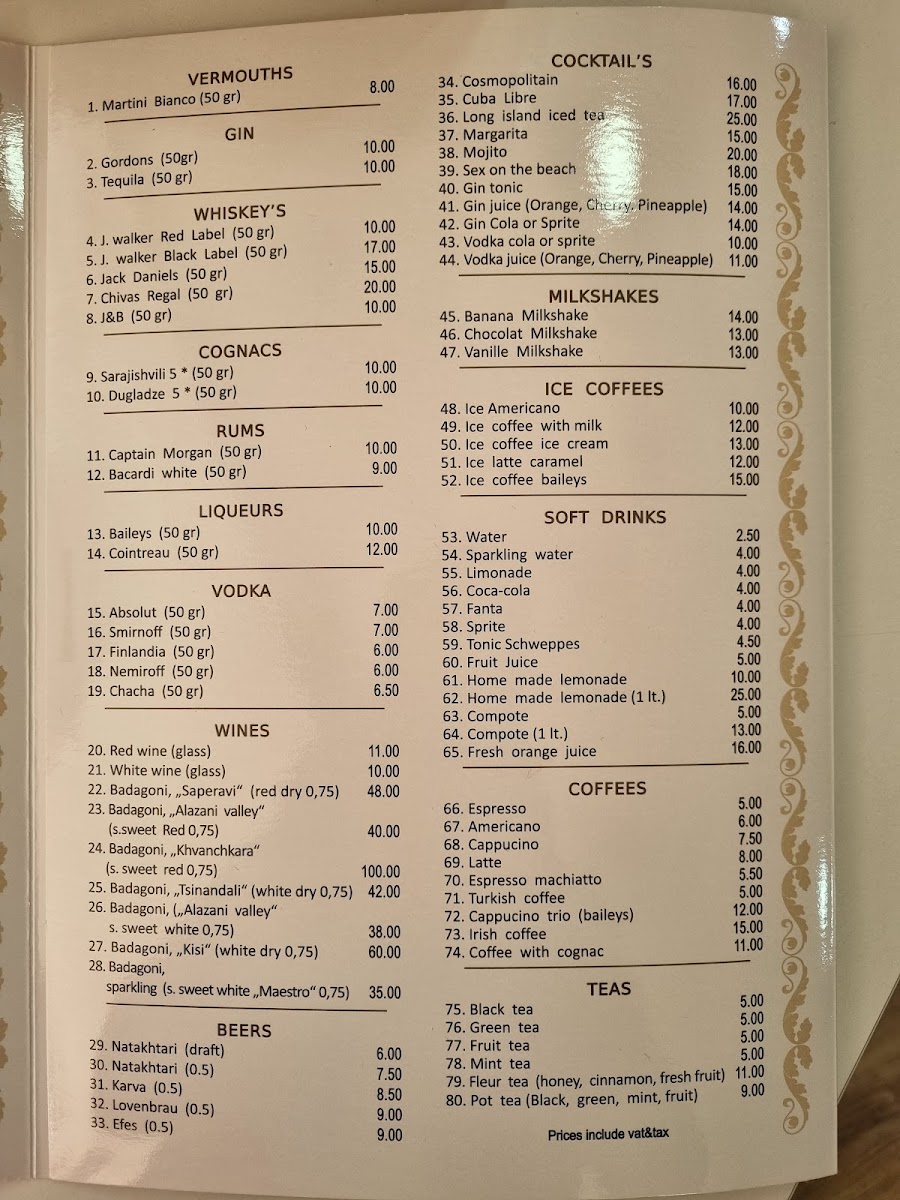 VERMOUTHS
1. Martini Bianco (50 gr) 8.00
GIN
2. Gordons (50gr) 10.00
3. Tequila (50 gr) 10.00
WHISKEY'S
4. J. walker Red Label (50 gr) 10.00
5. J. walker Black Label (50 gr) 17.00
6. Jack Daniels (50 gr) 15.00
7. Chivas Regal (50 gr) 20.00
8. J&B (50 gr) 10.00
COGNACS
9. Sarajishvili 5 * (50 gr) 10.00
10. Dugladze 5 * (50 gr) 10.00
RUMS
11. Captain Morgan (50 gr) 10.00
12. Bacardi white (50 gr) 9.00
LIQUEURS
13. Baileys (50 gr) 10.00
14. Cointreau (50 gr) 12.00
VODKA
15. Absolut (50 gr) 7.00
16. Smirnoff (50 gr) 7.00
17. Finlandia (50 gr) 6.00
18. Nemiroff (50 gr) 6.00
19. Chacha (50 gr) 6.50
WINES
20. Red wine (glass) 11.00
21. White wine (glass) 10.00
22. Badagoni, „Saperavi“ (red dry 0,75) 48.00
23. Badagoni, „Alazani valley“
(s.sweet Red 0,75) 40.00
24. Badagoni, „Khvanchkara“
(s. sweet red 0,75) 100.00
25. Badagoni, „Tsinandali“ (white dry 0,75) 42.00
26. Badagoni, („Alazani valley“
s. sweet white 0,75) 38.00
27. Badagoni, „Kisi“ (white dry 0,75) 60.00
28. Badagoni,
sparkling (s. sweet white „Maestro“ 0,75) 35.00
BEERS
29. Natakhtari (draft) 6.00
30. Natakhtari (0.5) 7.50
31. Karva (0.5) 8.50
32. Lovenbrau (0.5) 9.00
33. Efes (0.5) 9.00
COCKTAIL'S
34. Cosmopolitain 16.00
35. Cuba Libre 17.00
36. Long island iced tea 25.00
37. Margarita 15.00
38. Mojito 20.00
39. Sex on the beach 18.00
40. Gin tonic 15.00
41. Gin juice (Orange, Cherry, Pineapple) 14.00
42. Gin Cola or Sprite 14.00
43. Vodka cola or sprite 10.00
44. Vodka juice (Orange, Cherry, Pineapple) 11.00
MILKSHAKES
45. Banana Milkshake 14.00
46. Chocolat Milkshake 13.00
47. Vanille Milkshake 13.00
ICE COFFEES
48. Ice Americano 10.00
49. Ice coffee with milk 12.00
50. Ice coffee ice cream 13.00
51. Ice latte caramel 12.00
52. Ice coffee baileys 15.00
SOFT DRINKS
53. Water 2.50
54. Sparkling water 4.00
55. Limonade 4.00
56. Coca-cola 4.00
57. Fanta 4.00
58. Sprite 4.00
59. Tonic Schweppes 4.50
60. Fruit Juice 5.00
61. Home made lemonade 10.00
62. Home made lemonade (1 lt.) 25.00
63. Compote 5.00
64. Compote (1 lt.) 13.00
65. Fresh orange juice 16.00
COFFEES
66. Espresso 5.00
67. Americano 6.00
68. Cappucino 7.50
69. Latte 8.00
70. Espresso machiatto 5.50
71. Turkish coffee 5.00
72. Cappucino trio (baileys) 12.00
73. Irish coffee 15.00
74. Coffee with cognac 11.00
TEAS
75. Black tea 5.00
76. Green tea 5.00
77. Fruit tea 5.00
78. Mint tea 5.00
79. Fleur tea (honey, cinnamon, fresh fruit) 11.00
80. Pot tea (Black, green, mint, fruit) 9.00
Prices include vat&tax